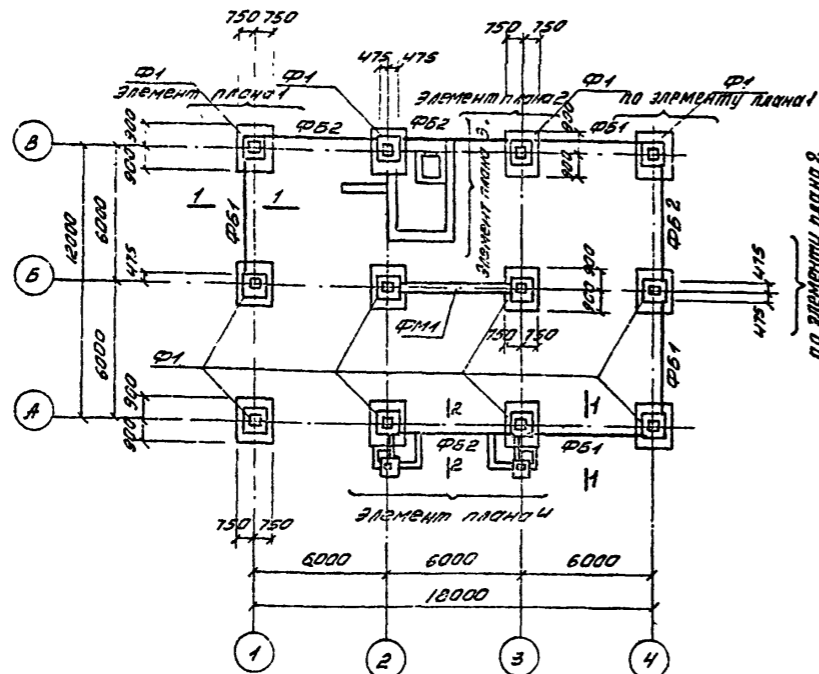 750 750
750 750
475 475
Ф1
Ф1
Ф1
Ф1
Элемент плана 1
Элемент плана 2
по элементу плана 1
900
900
ФБ2
ФБ2
900
900
ФБ1
В
Элемент плана 3.
1 1
ФБ1
ФБ2
по элементу плана 2
12000
6000
6000
475
Б
900
900
475
475
ФМ1
750 750
Ф1
ФБ1
А
900
900
2
ФБ2
2
1
ФБ1
1
Элемент плана 4
750 750
6000 6000 6000
18000
1 2 3 4